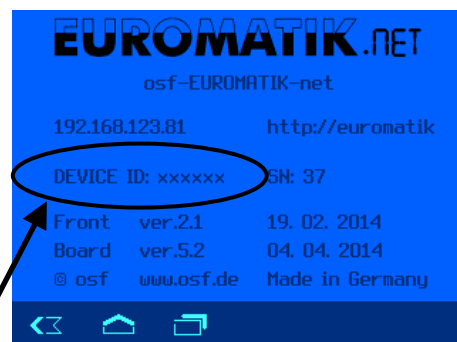 EUROMATIK.NET
osf-EUROMATIK-net
192.168.123.81 http://euromatik
DEVICE ID: xxxxxx SN: 37
Front ver.2.1 19. 02. 2014
Board ver.5.2 04. 04. 2014
© osf www.osf.de Made in Germany